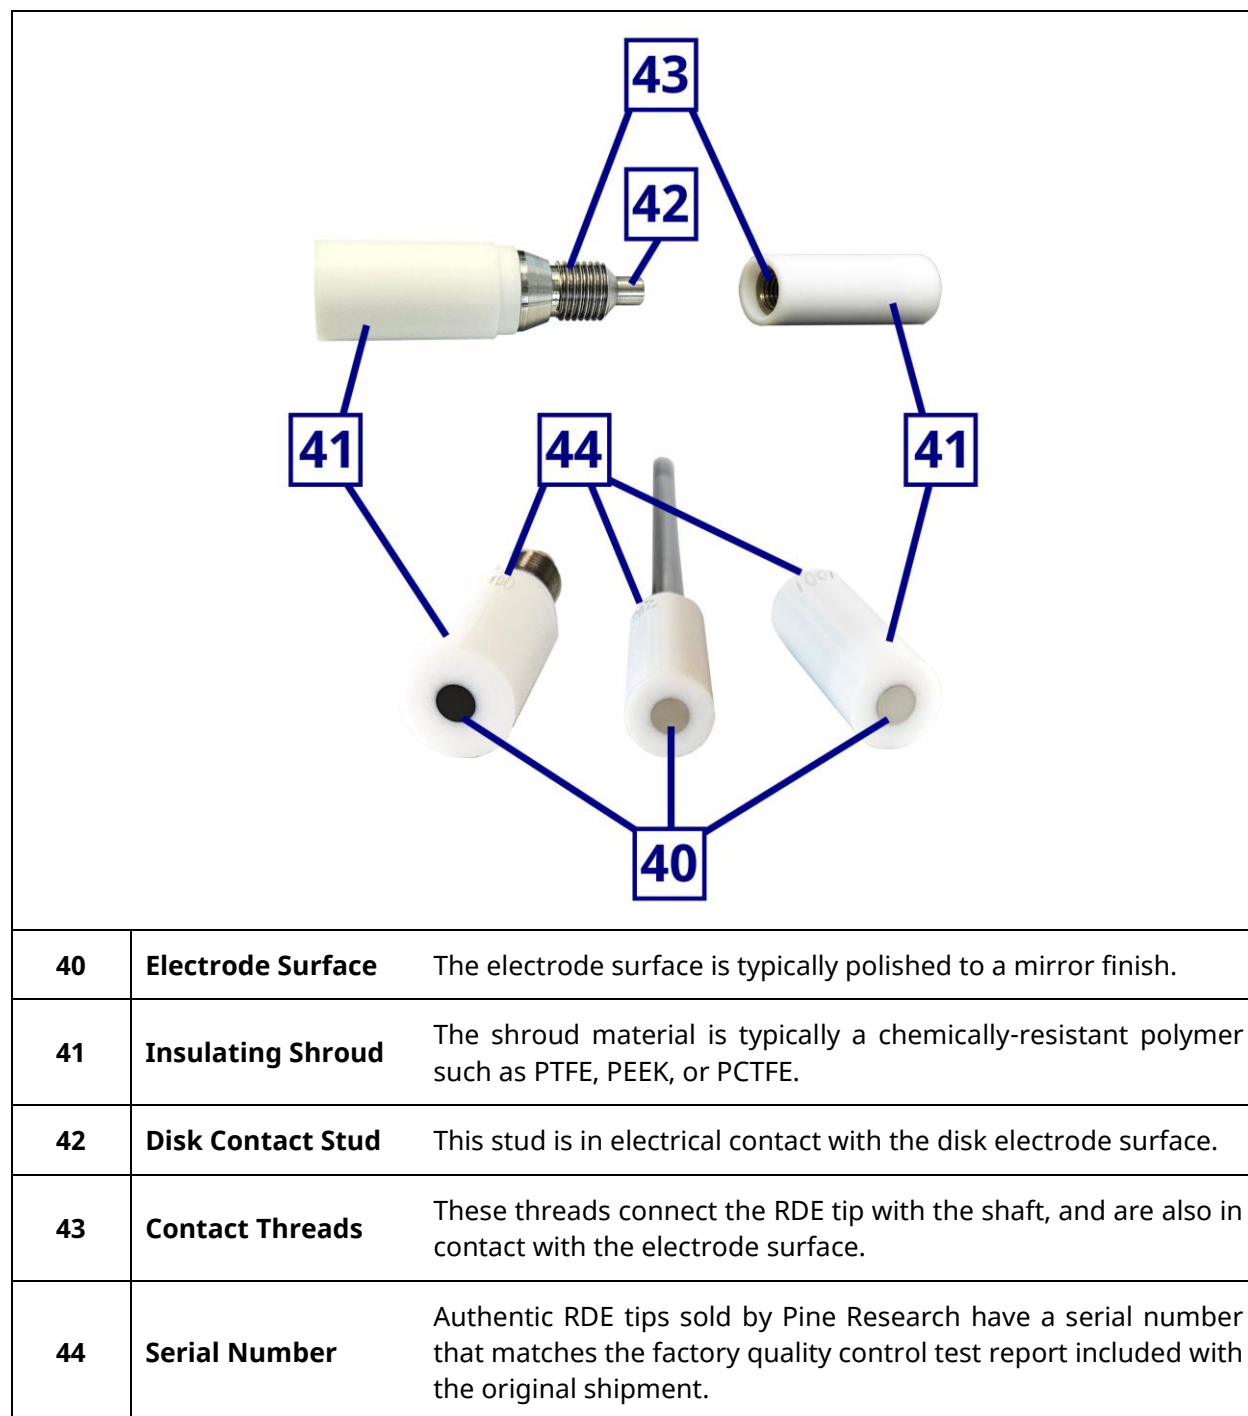 43
42
41
44
41
40
40 Electrode Surface The electrode surface is typically polished to a mirror finish.
41 Insulating Shroud The shroud material is typically a chemically-resistant polymer
such as PTFE, PEEK, or PCTFE.
42 Disk Contact Stud This stud is in electrical contact with the disk electrode surface.
43 Contact Threads These threads connect the RDE tip with the shaft, and are also in
contact with the electrode surface.
44 Serial Number Authentic RDE tips sold by Pine Research have a serial number
that matches the factory quality control test report included with
the original shipment.